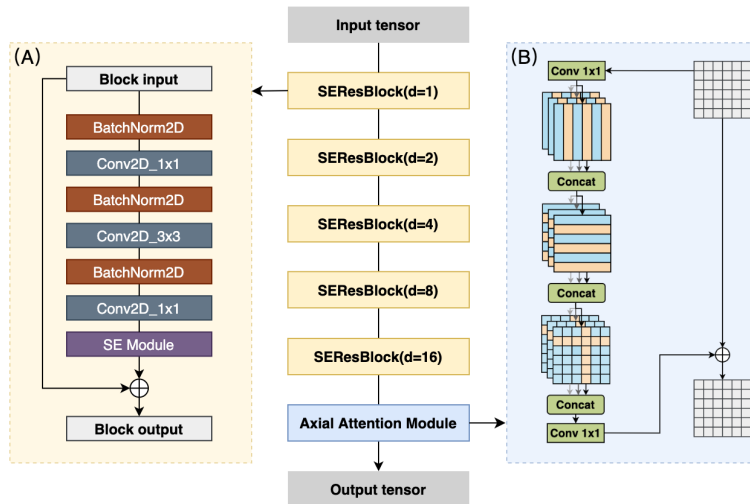 (A)
Block input
BatchNorm2D
Conv2D_1x1
BatchNorm2D
Conv2D_3x3
BatchNorm2D
Conv2D_1x1
SE Module
Block output
Input tensor
SEResBlock(d=1)
SEResBlock(d=2)
SEResBlock(d=4)
SEResBlock(d=8)
SEResBlock(d=16)
Axial Attention Module
Output tensor
(B)
Conv 1x1
Concat
Concat
Concat
Conv 1x1